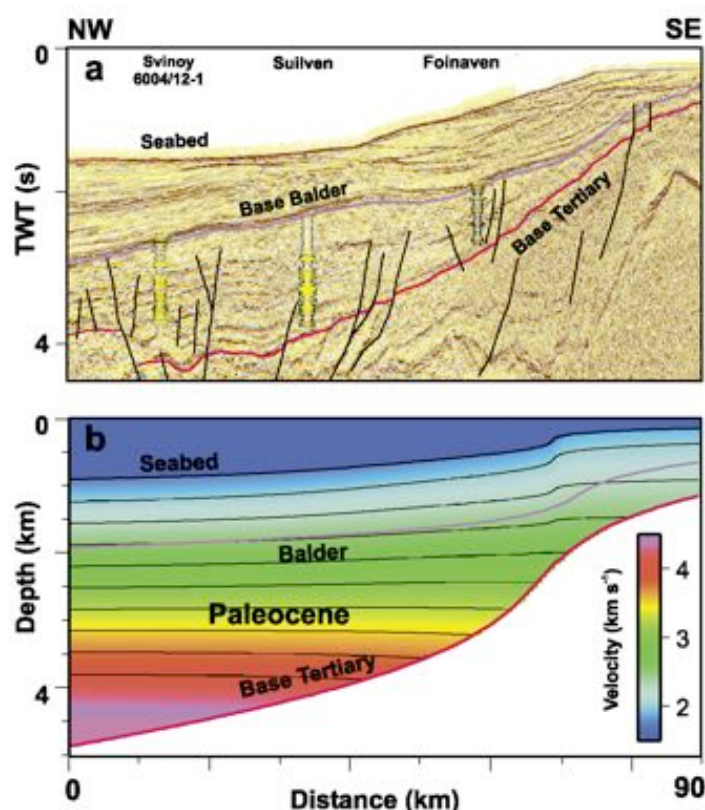 NW SE
0
a
Svinoy
6004/12-1
Suilven
Foinaven
Seabed
Base Balder
Base Tertiary
TWT (s)
4
0
b
Seabed
Balder
Paleocene
Base Tertiary
Depth (km)
4
Velocity (km s⁻¹)
4
3
2
0 90
Distance (km)